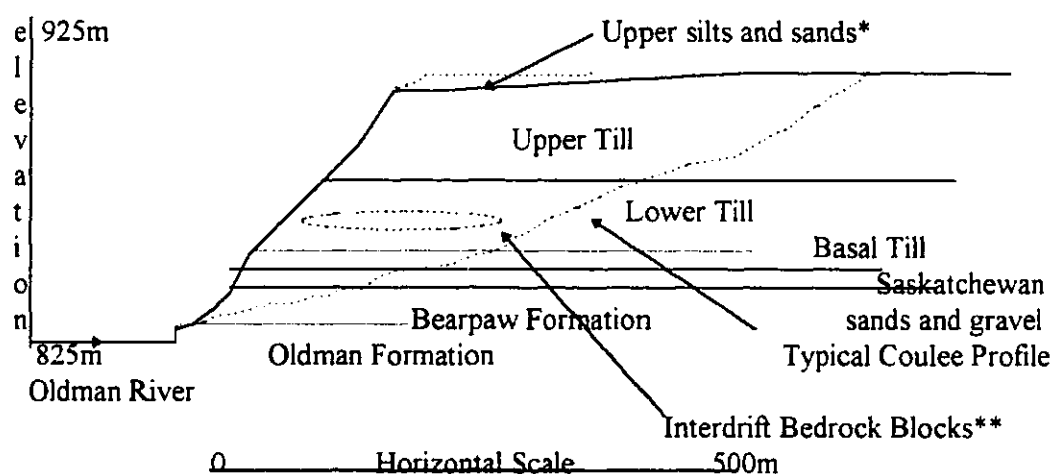 elevation
925m
Upper silts and sands*
Upper Till
Lower Till
Basal Till
Saskatchewan
sands and gravel
Bearpaw Formation
Oldman Formation
Typical Coulee Profile
825m
Oldman River
Interdrift Bedrock Blocks**
0 Horizontal Scale 500m